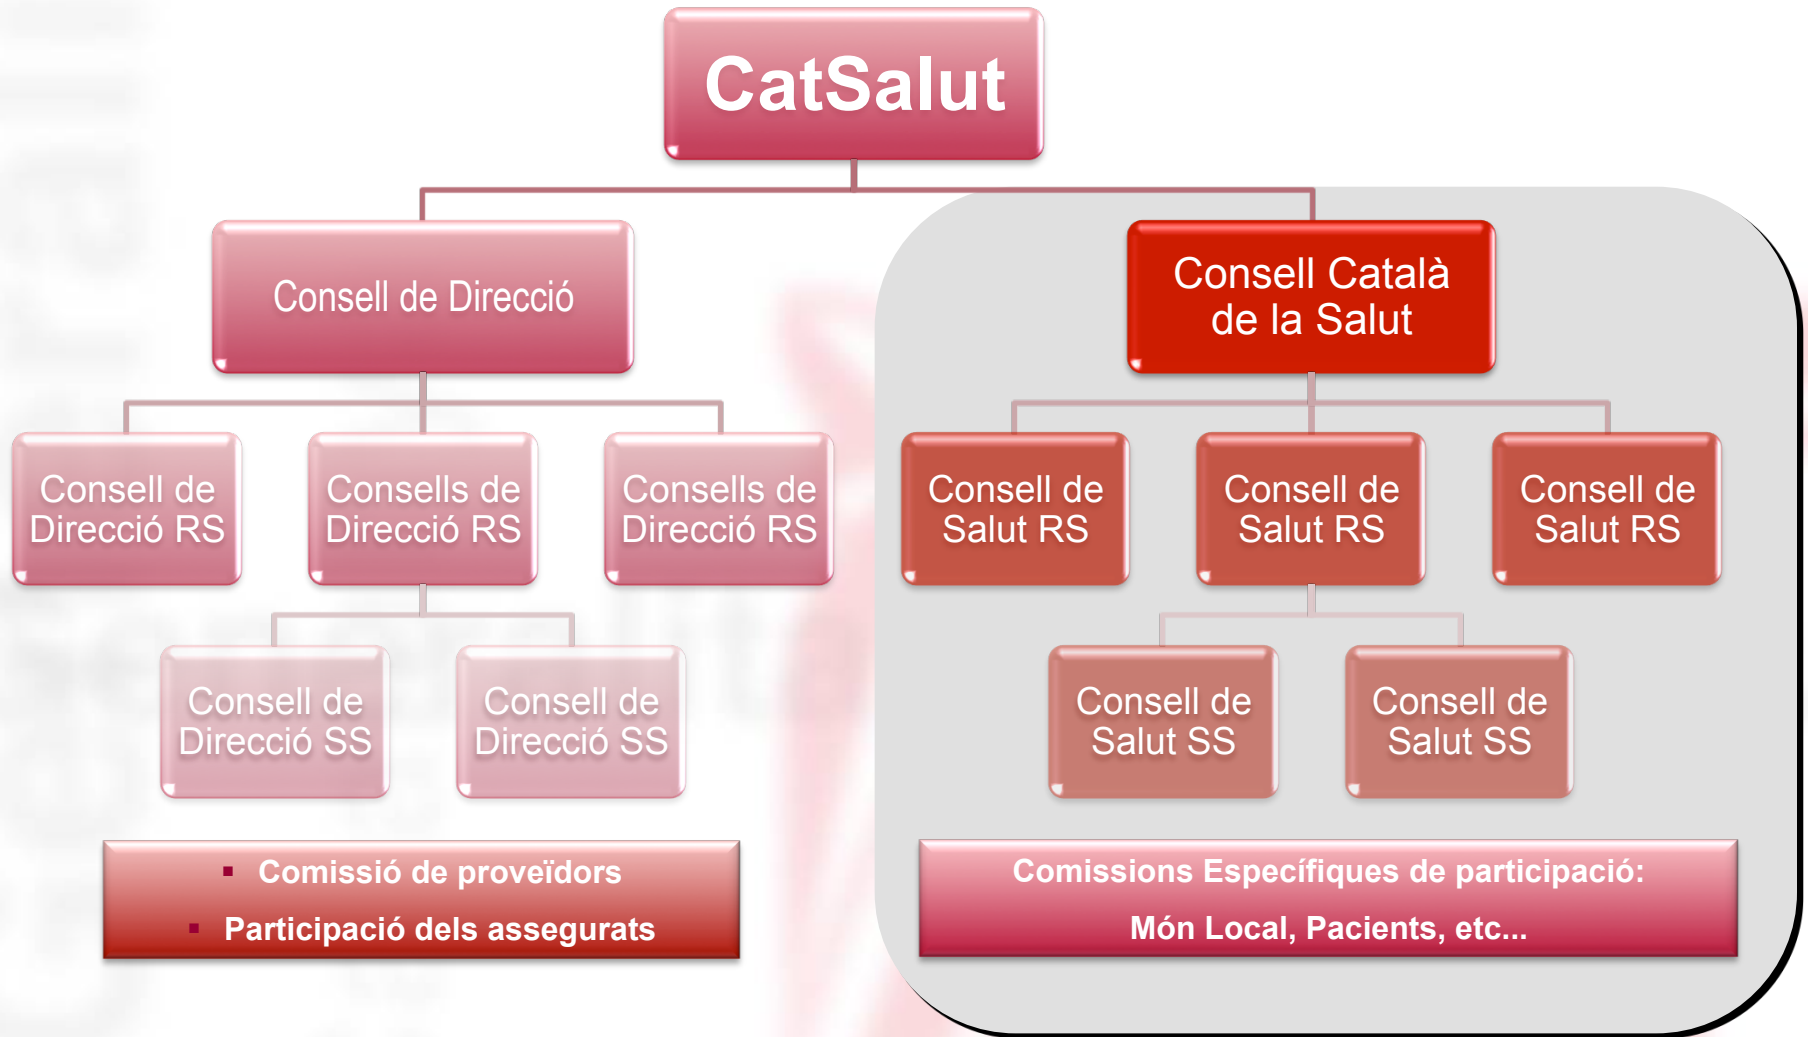 CatSalut
Consell de Direcció
Consell Català
de la Salut
Consell de
Direcció RS
Consells de
Direcció RS
Consells de
Direcció RS
Consell de
Salut RS
Consell de
Salut RS
Consell de
Salut RS
Consell de
Direcció SS
Consell de
Direcció SS
Consell de
Salut SS
Consell de
Salut SS
▪ Comissió de proveïdors
▪ Participació dels assegurats
Comissions Específiques de participació:
Món Local, Pacients, etc...